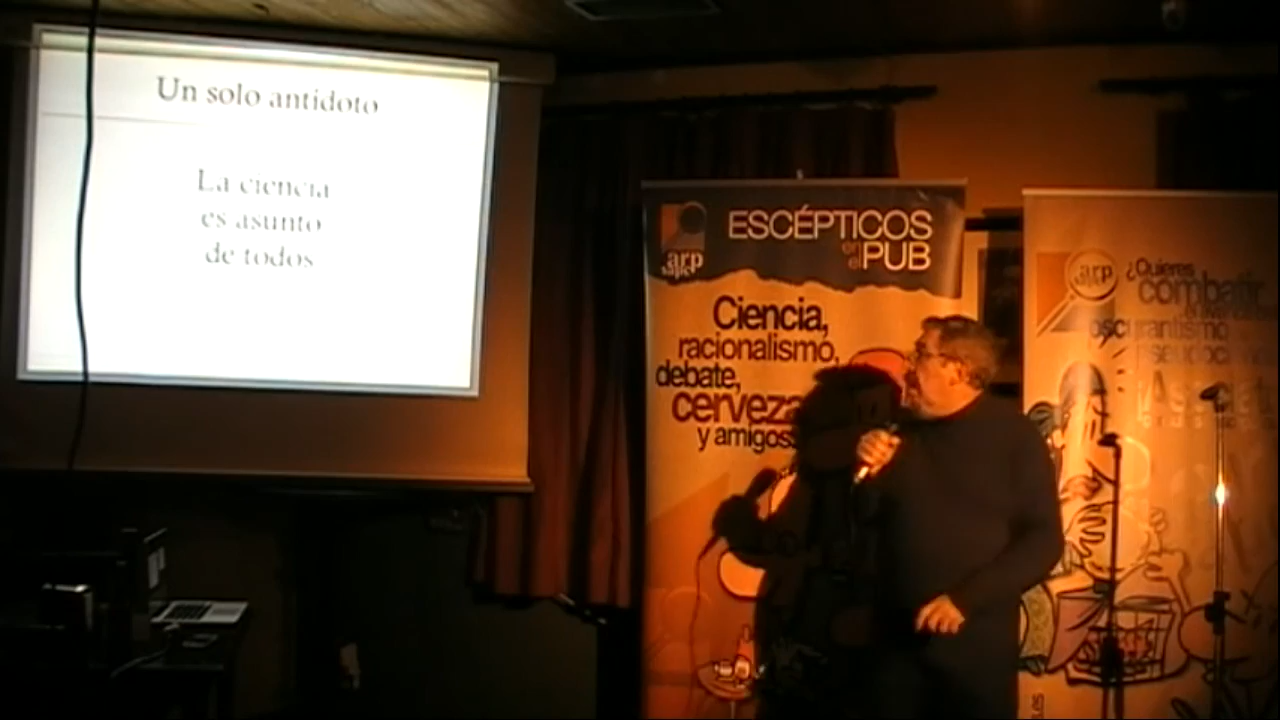 Un solo antidoto
La ciencia
es asunto
de todos
arp
sapc
ESCÉPTICOS
en
el PUB
Ciencia,
racionalismo,
debate,
cerveza
y amigos
arp
¿Quieres
combatir
oscurantismo